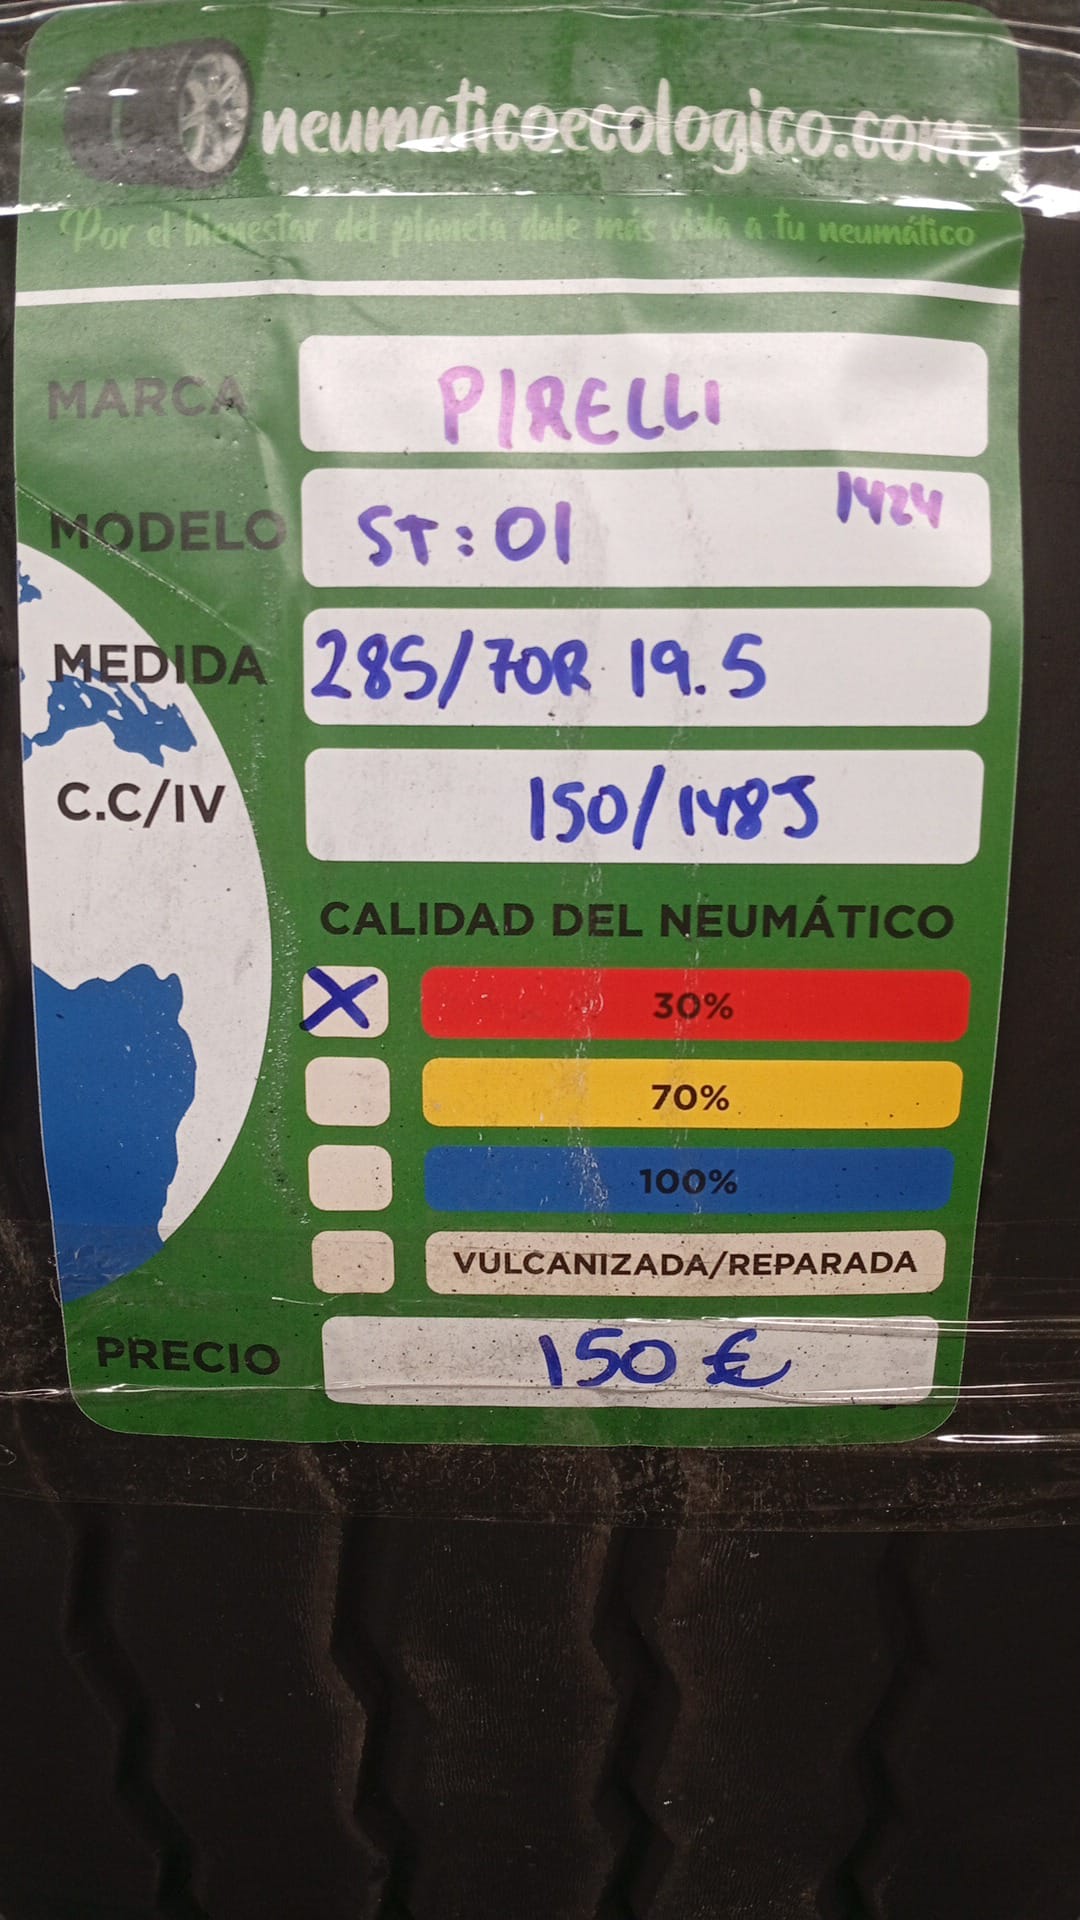 neumaticoecologico.com
Por el bienestar del planeta dale más vida a tu neumático
MARCA PIRELLI
MODELO ST:01 1424
MEDIDA 285/70R 19.5
C.C/IV 150/148J
CALIDAD DEL NEUMÁTICO
X 30%
70%
100%
VULCANIZADA/REPARADA
PRECIO 150 €